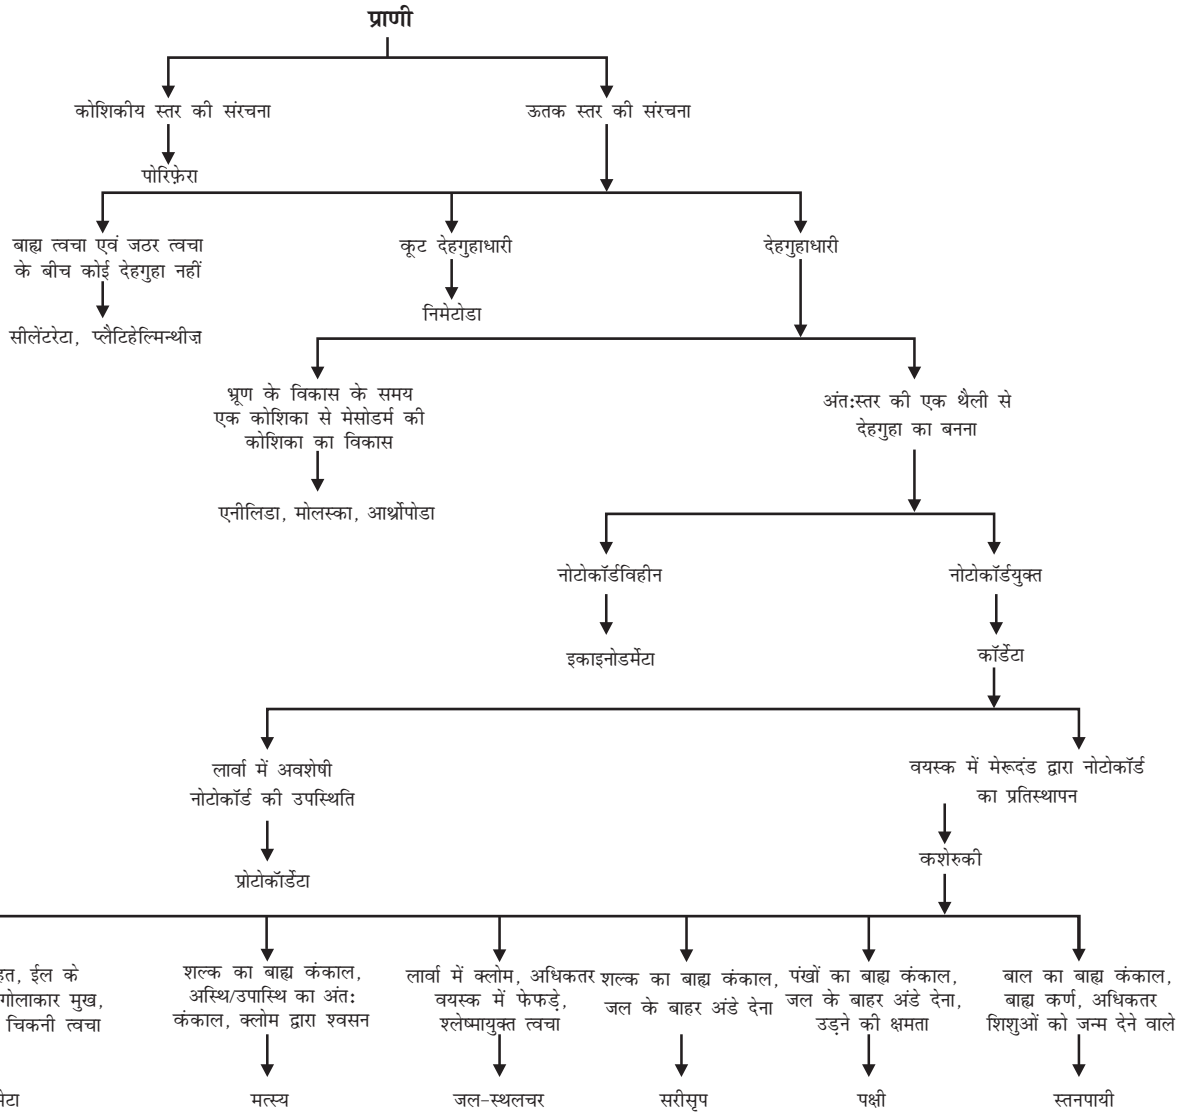 प्राणी
कोशिकीय स्तर की संरचना
ऊतक स्तर की संरचना
पोरिफ़ेरा
बाह्य त्वचा एवं जठर त्वचा
के बीच कोई देहगुहा नहीं
कूट देहगुहाधारी
देहगुहाधारी
निमेटोडा
सीलेंटरेटा, प्लैटिहेल्मिन्थीज़
भ्रूण के विकास के समय
एक कोशिका से मेसोडर्म की
कोशिका का विकास
अंत:स्तर की एक थैली से
देहगुहा का बनना
एनीलिडा, मोलस्का, आर्थ्रोपोडा
नोटोकॉर्डविहीन
नोटोकॉर्डयुक्त
इकाइनोडर्मेटा
कॉर्डेटा
लार्वा में अवशेषी
नोटोकॉर्ड की उपस्थिति
वयस्क में मेरूदंड द्वारा नोटोकॉर्ड
का प्रतिस्थापन
प्रोटोकॉर्डेटा
कशेरुकी
ईल के
गोलाकार मुख,
चिकनी त्वचा
शल्क का बाह्य कंकाल,
अस्थि/उपास्थि का अंत:
कंकाल, क्लोम द्वारा श्वसन
लार्वा में क्लोम, अधिकतर
वयस्क में फेफड़े,
श्लेष्मायुक्त त्वचा
शल्क का बाह्य कंकाल,
जल के बाहर अंडे देना
पंखों का बाह्य कंकाल,
जल के बाहर अंडे देना,
उड़ने की क्षमता
बाल का बाह्य कंकाल,
बाह्य कर्ण, अधिकतर
शिशुओं को जन्म देने वाले
मत्स्य
जल-स्थलचर
सरीसृप
पक्षी
स्तनपायी